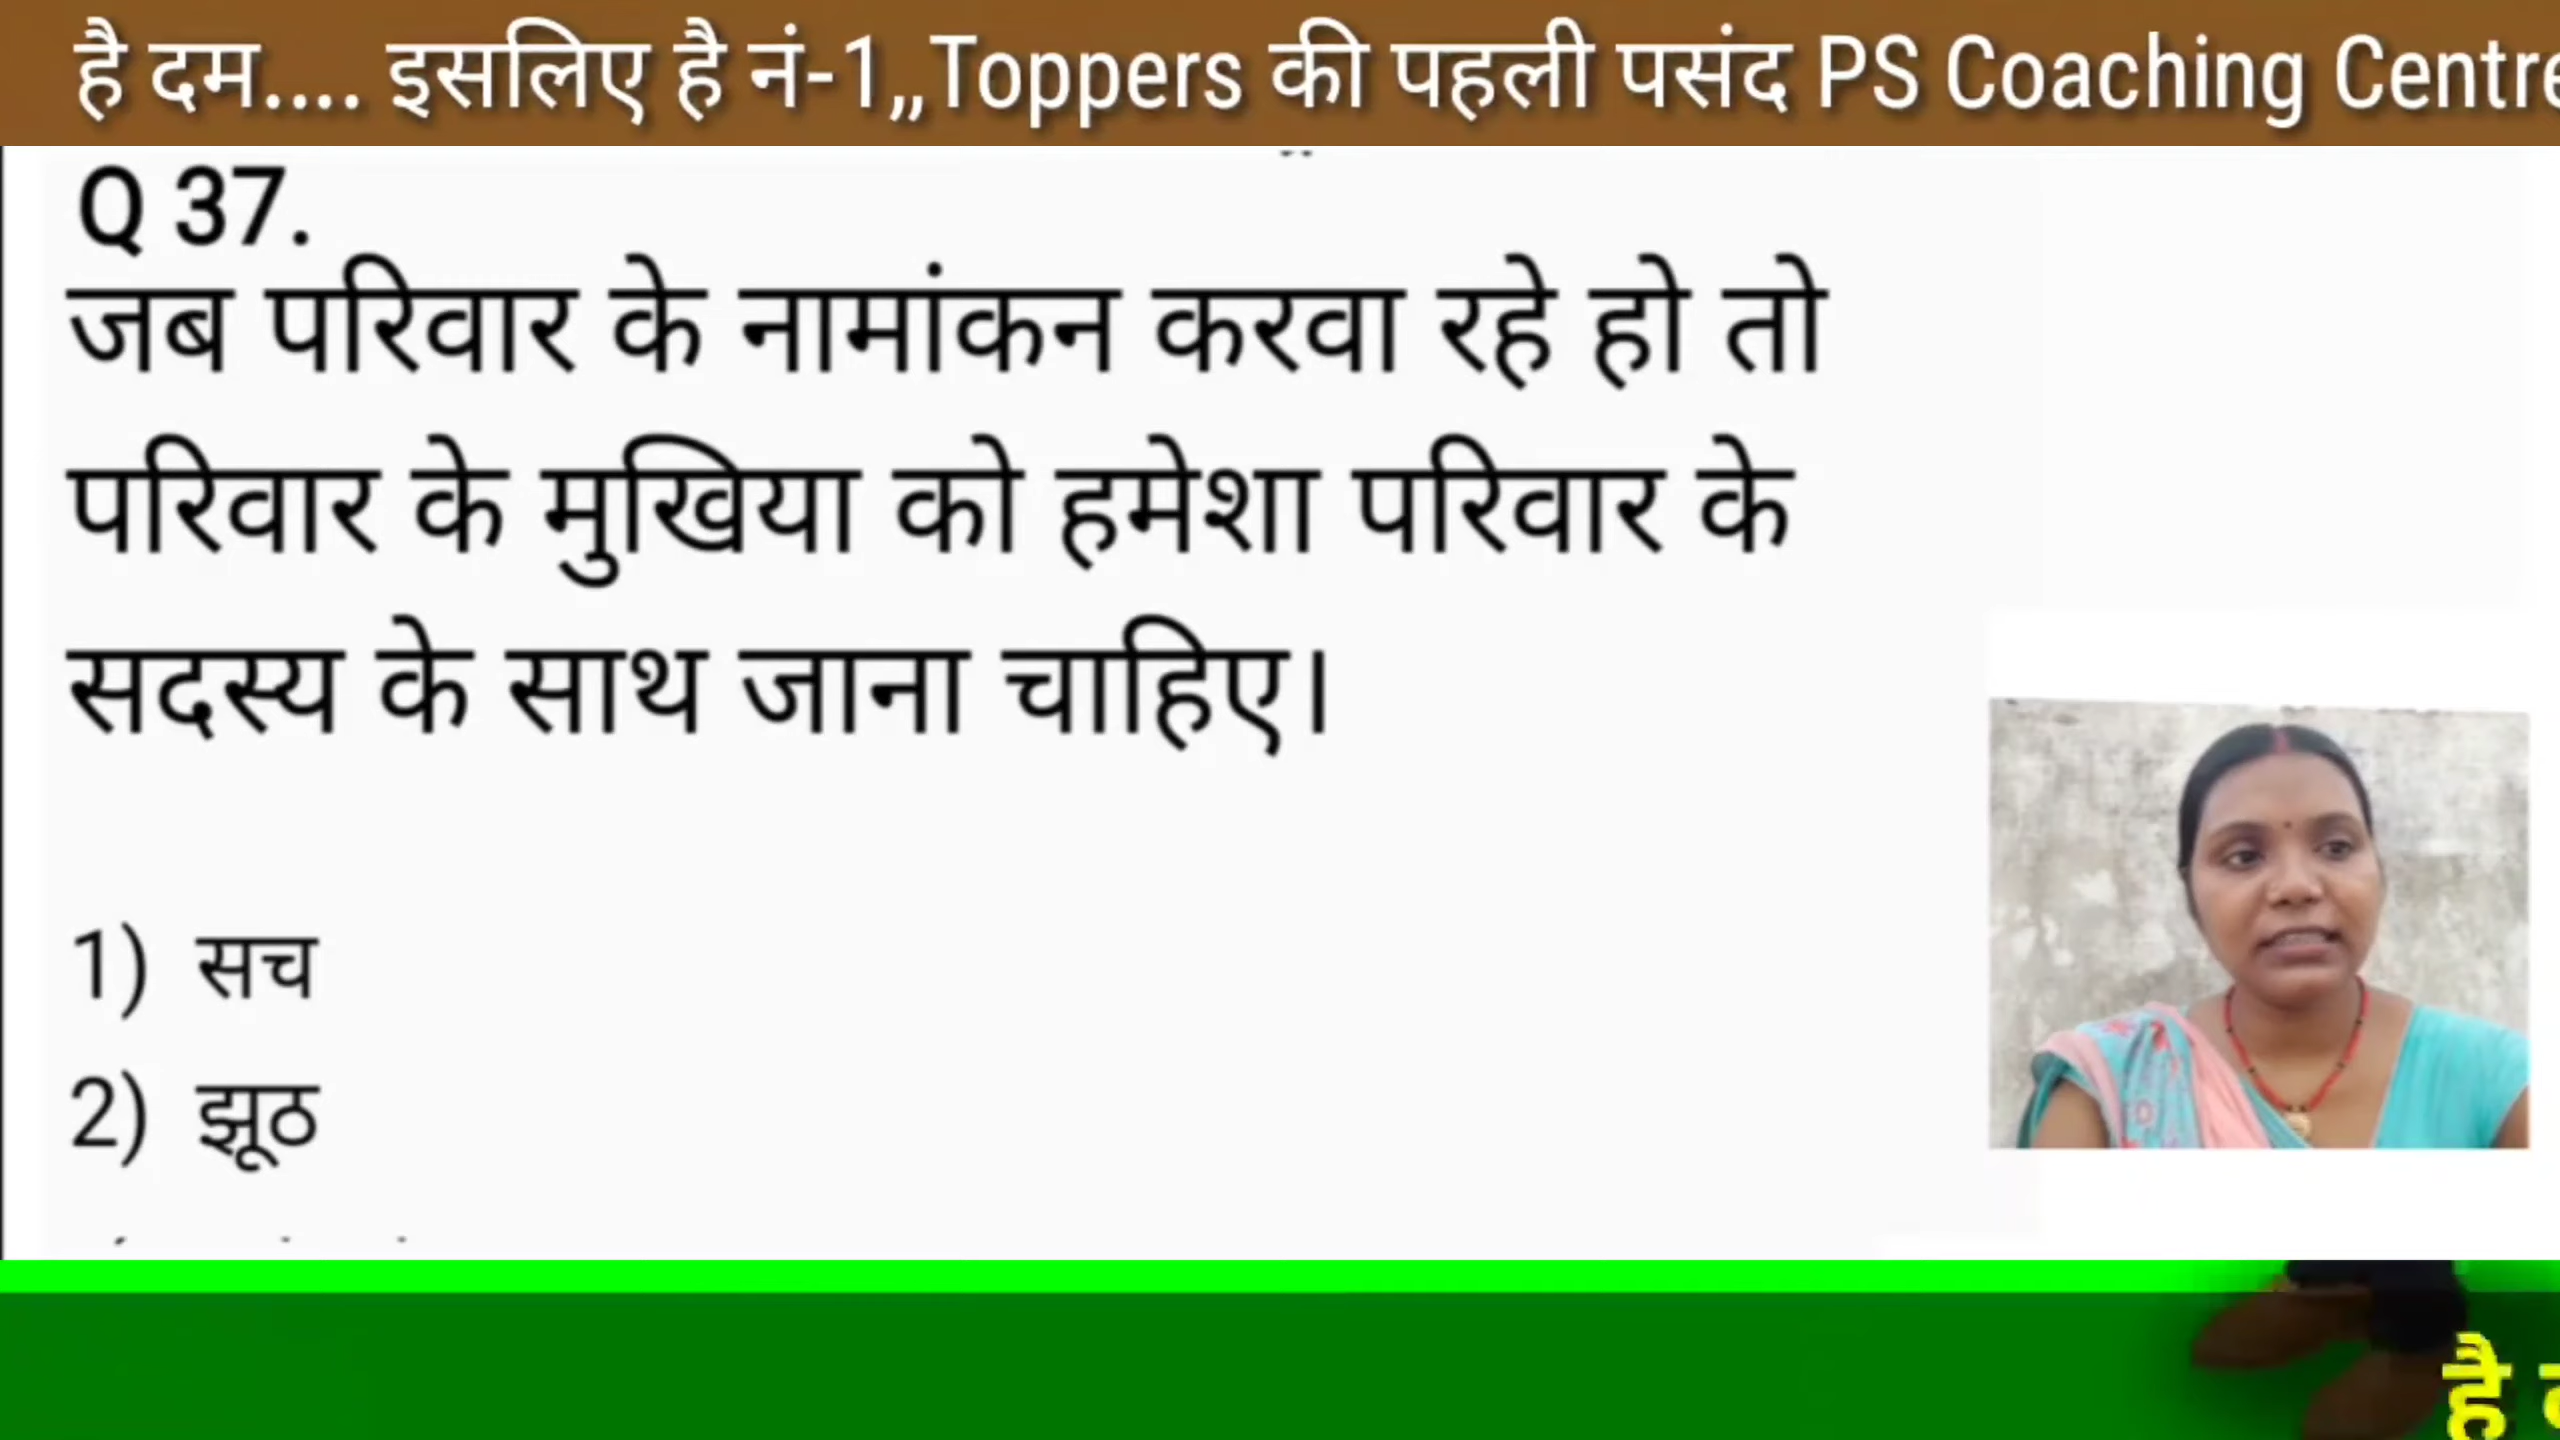 है दम.... इसलिए है नं-1,,Toppers की पहली पसंद PS Coaching Centre
Q 37.
जब परिवार के नामांकन करवा रहे हो तो
परिवार के मुखिया को हमेशा परिवार के
सदस्य के साथ जाना चाहिए।
1) सच
2) झूठ
है